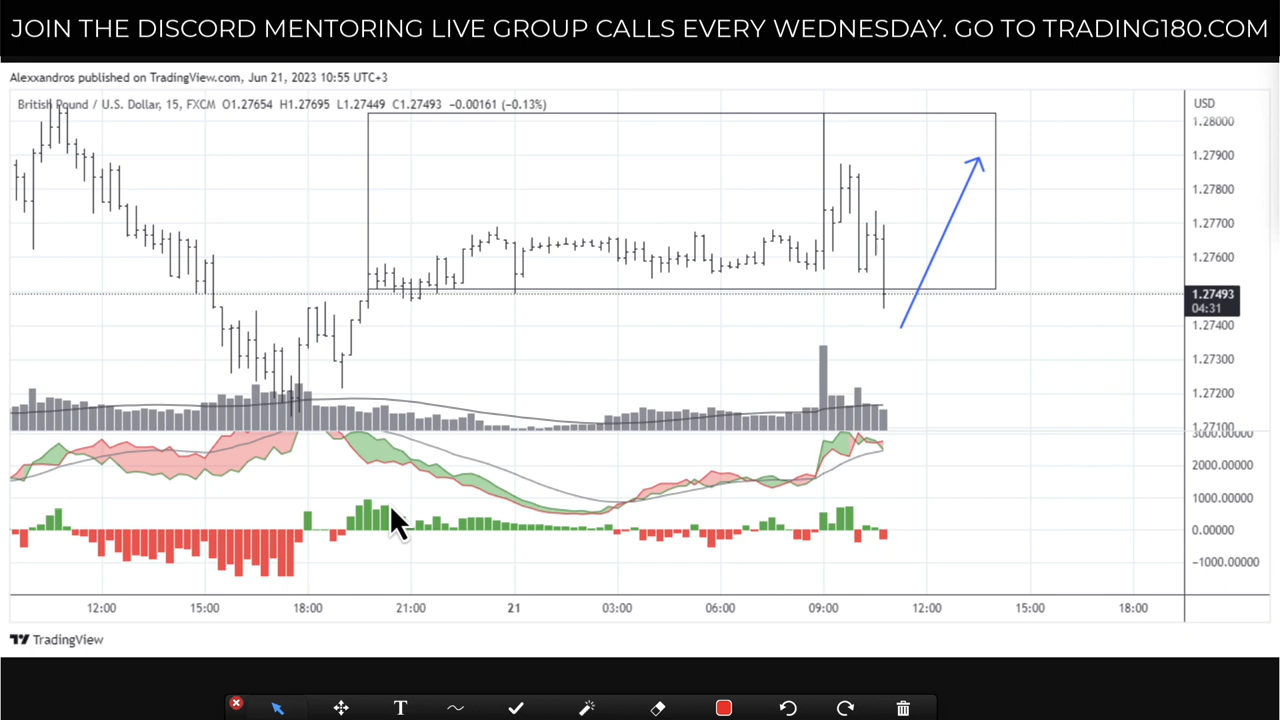 JOIN THE DISCORD MENTORING LIVE GROUP CALLS EVERY WEDNESDAY. GO TO TRADING180.COM
Alexxandros published on TradingView.com, Jun 21, 2023 10:55 UTC+3
British Pound / U.S. Dollar, 15, FXCM O1.27654 H1.27695 L1.27449 C1.27493 −0.00161 (−0.13%)
USD
1.28000
1.27900
1.27800
1.27700
1.27600
1.27493
04:31
1.27400
1.27300
1.27200
1.27100
3000.00000
2000.00000
1000.00000
0.00000
−1000.00000
12:00 15:00 18:00 21:00 21 03:00 06:00 09:00 12:00 15:00 18:00
TradingView
T